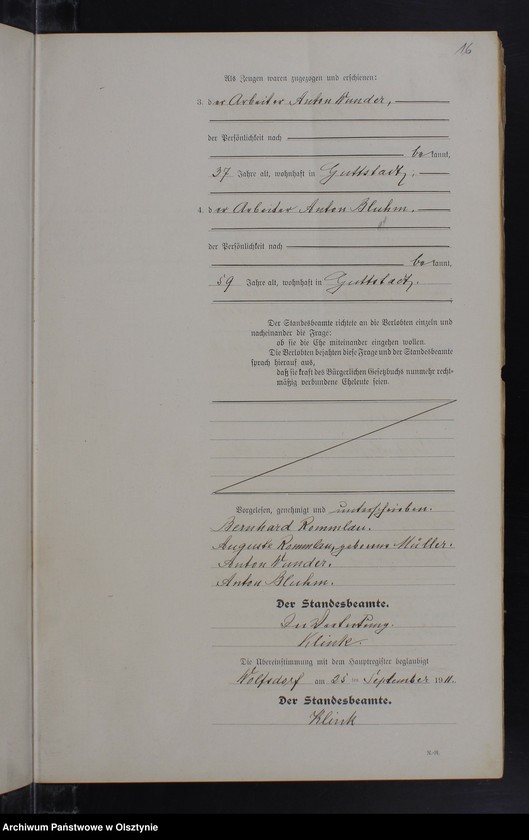 16
Als Zeugen waren zugezogen und erschienen:
3. der Arbeiter Anton Wunder,
der Persönlichkeit nach
bekannt,
37 Jahre alt, wohnhaft in Guttstadt,
4. der Arbeiter Anton Bluhm.
der Persönlichkeit nach
bekannt,
59 Jahre alt, wohnhaft in Guttstadt.
Der Standesbeamte richtete an die Verlobten einzeln und
nacheinander die Frage:
ob sie die Ehe miteinander eingehen wollen.
Die Verlobten bejahten diese Frage und der Standesbeamte
sprach hierauf aus,
daß sie kraft des Bürgerlichen Gesetzbuchs nunmehr recht-
mäßig verbundene Eheleute seien.
Vorgelesen, genehmigt und unterschrieben.
Bernhard Rommlau.
Auguste Rommlau, geborene Müller.
Anton Wunder.
Anton Bluhm.
Der Standesbeamte.
In Vertretung.
Klink.
Die Übereinstimmung mit dem Hauptregister beglaubigt
Wolfsdorf am 25 ten September 1911.
Der Standesbeamte.
Klink
Archiwum Państwowe w Olsztynie